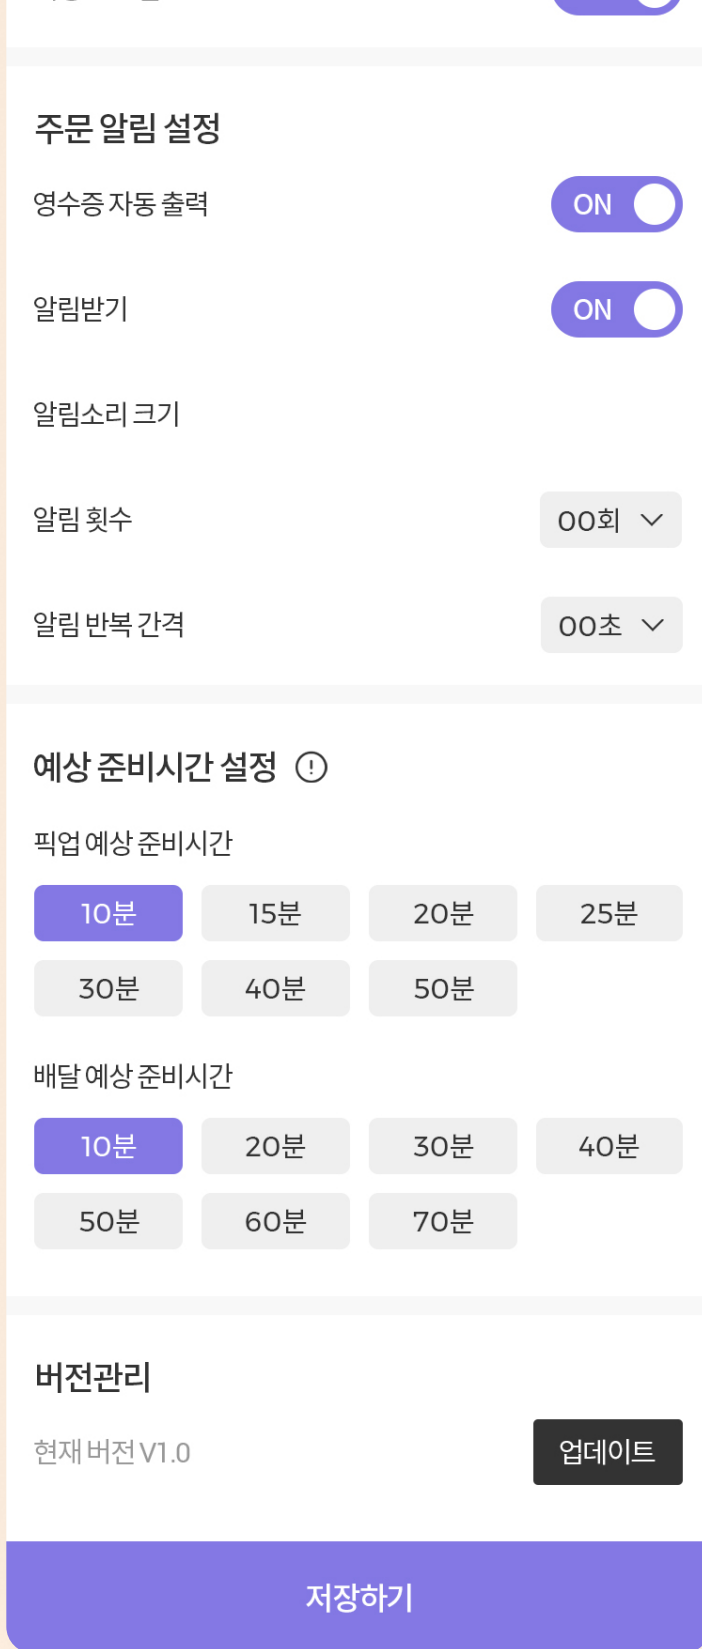 주문 알림 설정
영수증 자동 출력 ON
알림받기 ON
알림소리 크기
알림 횟수 00회
알림 반복 간격 00초
예상 준비시간 설정
픽업 예상 준비시간
10분 15분 20분 25분
30분 40분 50분
배달 예상 준비시간
10분 20분 30분 40분
50분 60분 70분
버전관리
현재 버전 V1.0 업데이트
저장하기